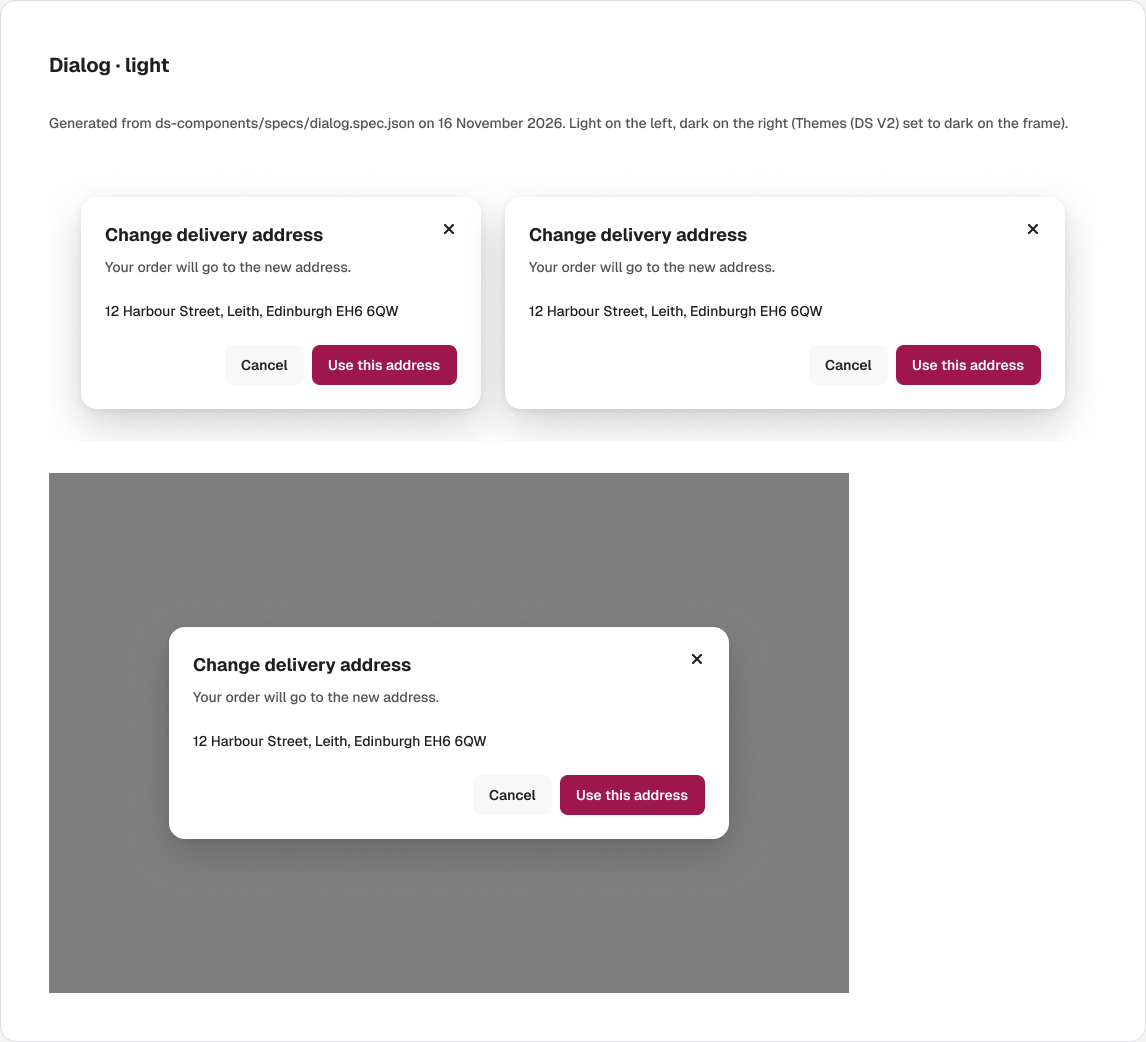 Dialog · light
Generated from ds-components/specs/dialog.spec.json on 16 November 2026. Light on the left, dark on the right (Themes (DS V2) set to dark on the frame).
Change delivery address
Your order will go to the new address.
12 Harbour Street, Leith, Edinburgh EH6 6QW
Cancel
Use this address
Change delivery address
Your order will go to the new address.
12 Harbour Street, Leith, Edinburgh EH6 6QW
Cancel
Use this address
Change delivery address
Your order will go to the new address.
12 Harbour Street, Leith, Edinburgh EH6 6QW
Cancel
Use this address